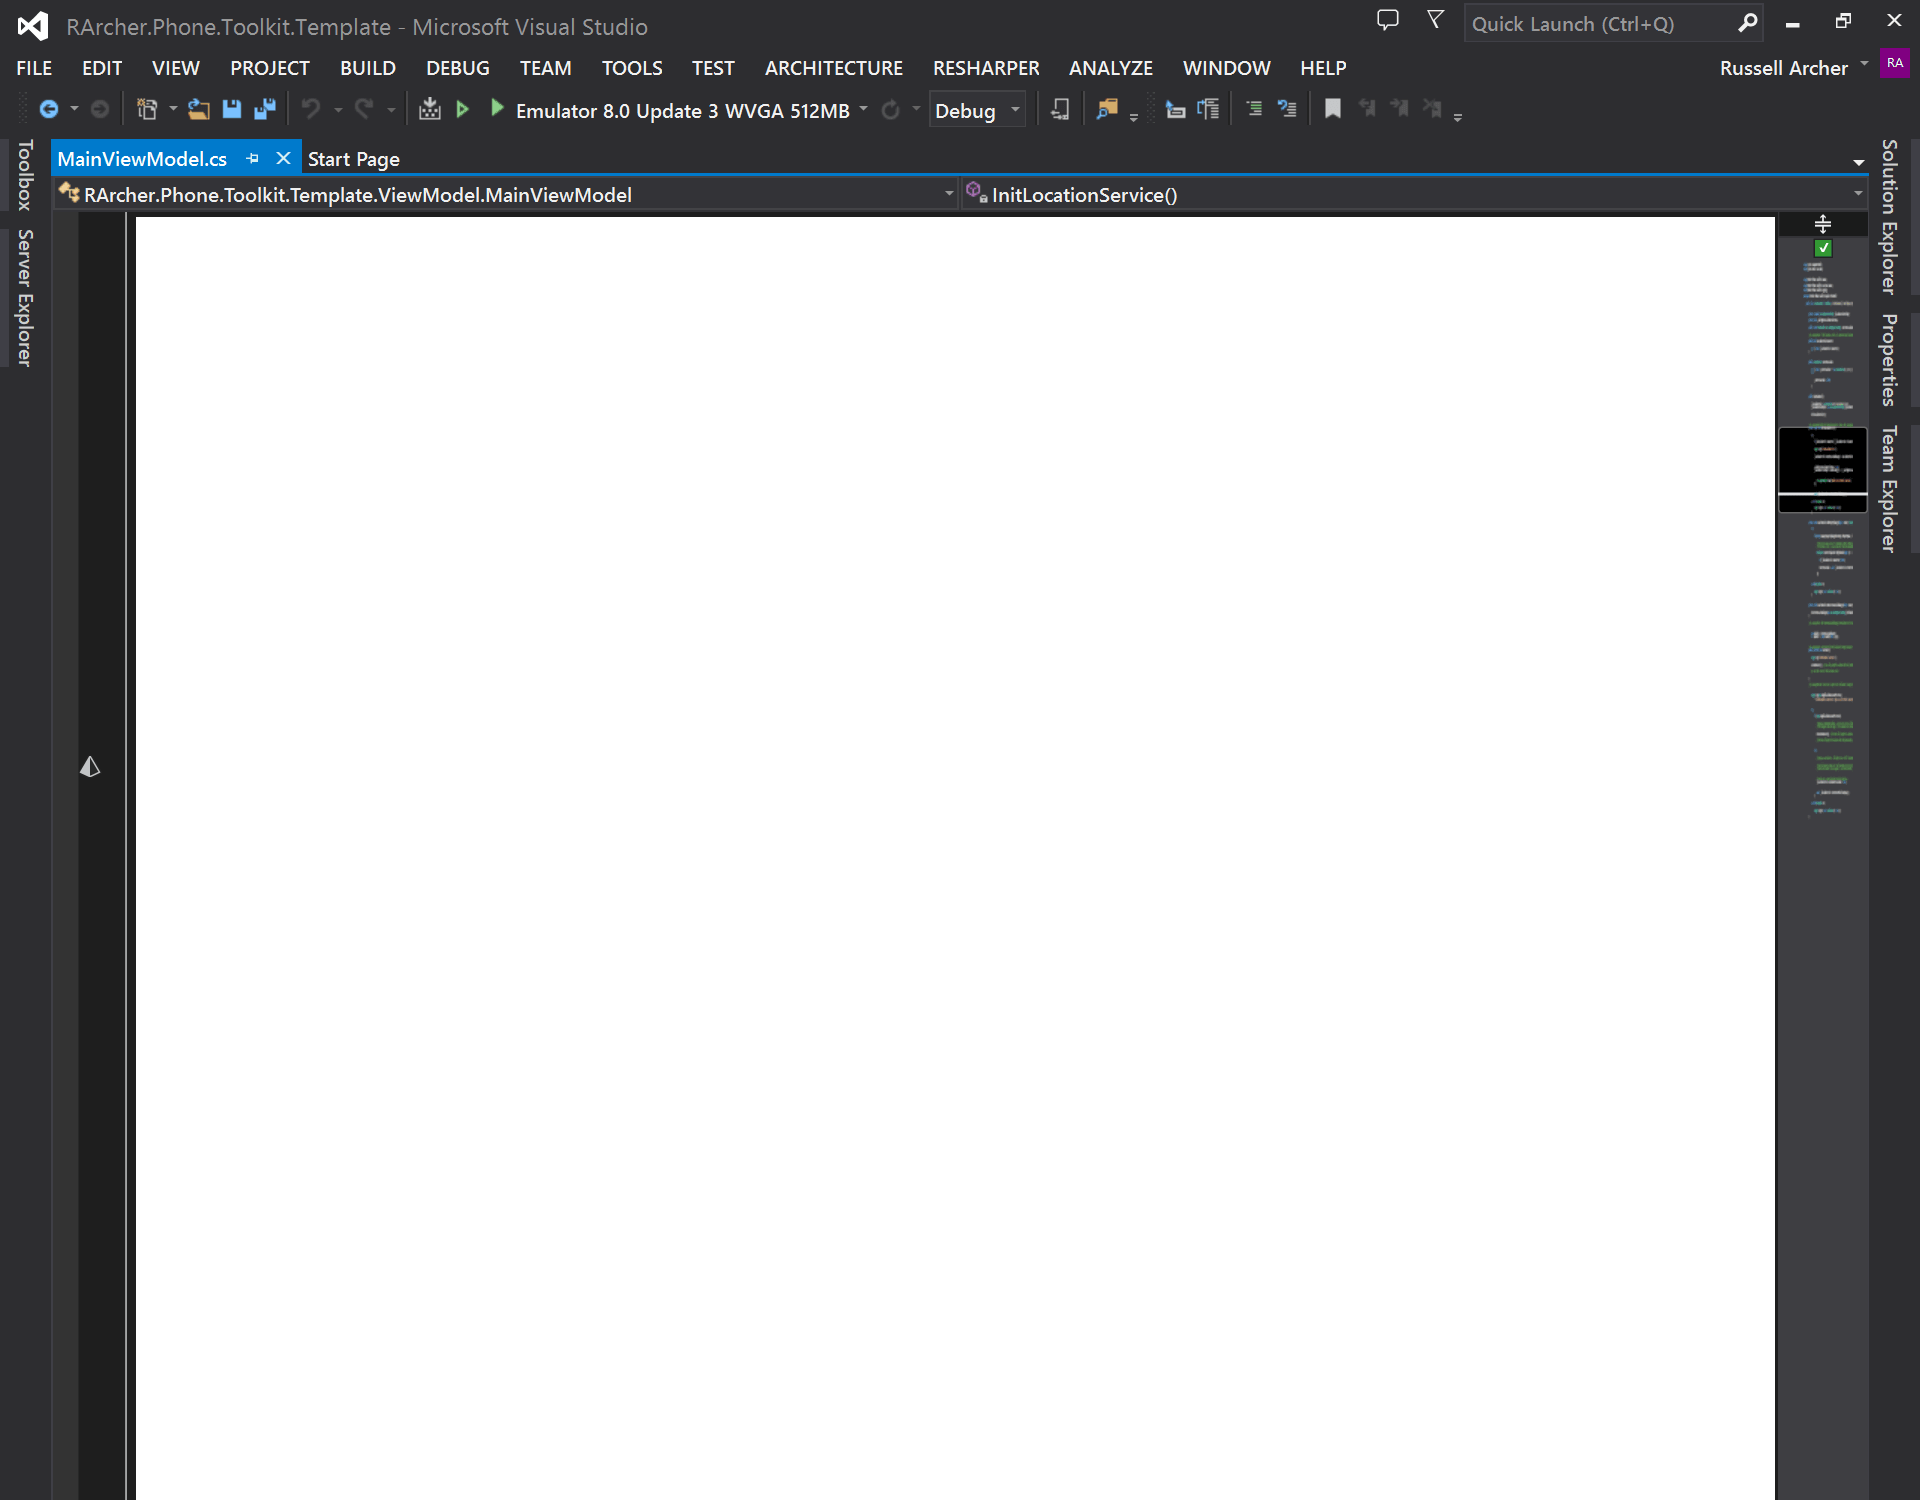 RArcher.Phone.Toolkit.Template - Microsoft Visual Studio
Quick Launch (Ctrl+Q)
FILE EDIT VIEW PROJECT BUILD DEBUG TEAM TOOLS TEST ARCHITECTURE RESHARPER ANALYZE WINDOW HELP
Russell Archer RA
Emulator 8.0 Update 3 WVGA 512MB
Debug
Toolbox
Server Explorer
MainViewModel.cs
Start Page
RArcher.Phone.Toolkit.Template.ViewModel.MainViewModel
InitLocationService()
Solution Explorer
Properties
Team Explorer